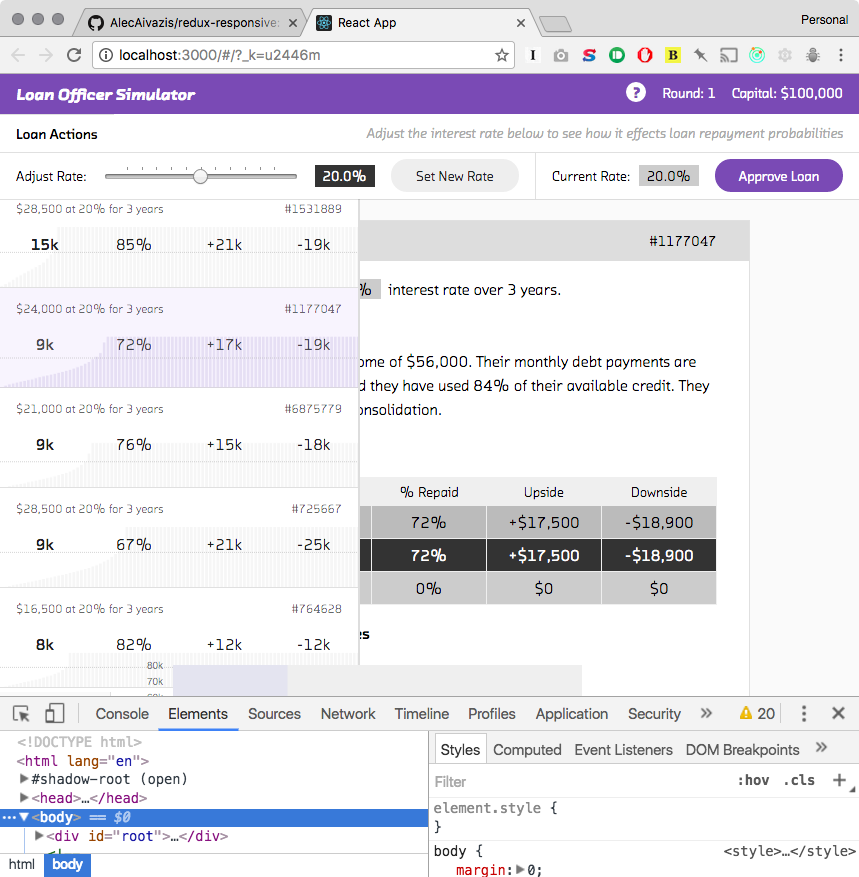 AlecAivazis/redux-responsive:
React App
Personal
localhost:3000/#/?_k=u2446m
Loan Officer Simulator
? Round: 1 Capital: $100,000
Loan Actions
Adjust the interest rate below to see how it effects loan repayment probabilities
Adjust Rate: 20.0% Set New Rate Current Rate: 20.0% Approve Loan
$28,500 at 20% for 3 years #1531889
15k 85% +21k -19k
$24,000 at 20% for 3 years #1177047
9k 72% +17k -19k
$21,000 at 20% for 3 years #6875779
9k 76% +15k -18k
$28,500 at 20% for 3 years #725667
9k 67% +21k -25k
$16,500 at 20% for 3 years #764628
8k 82% +12k -12k
80k
70k
#1177047
% interest rate over 3 years.
ome of $56,000. Their monthly debt payments are
d they have used 84% of their available credit. They
onsolidation.
% Repaid Upside Downside
72% +$17,500 -$18,900
72% +$17,500 -$18,900
0% $0 $0
es
Console Elements Sources Network Timeline Profiles Application Security » 20
<!DOCTYPE html>
<html lang="en">
▶#shadow-root (open)
▶<head>…</head>
…▼<body> == $0
▶<div id="root">…</div>
html body
Styles Computed Event Listeners DOM Breakpoints »
Filter :hov .cls +
element.style {
}
body { <style>…</style>
margin:▶0;